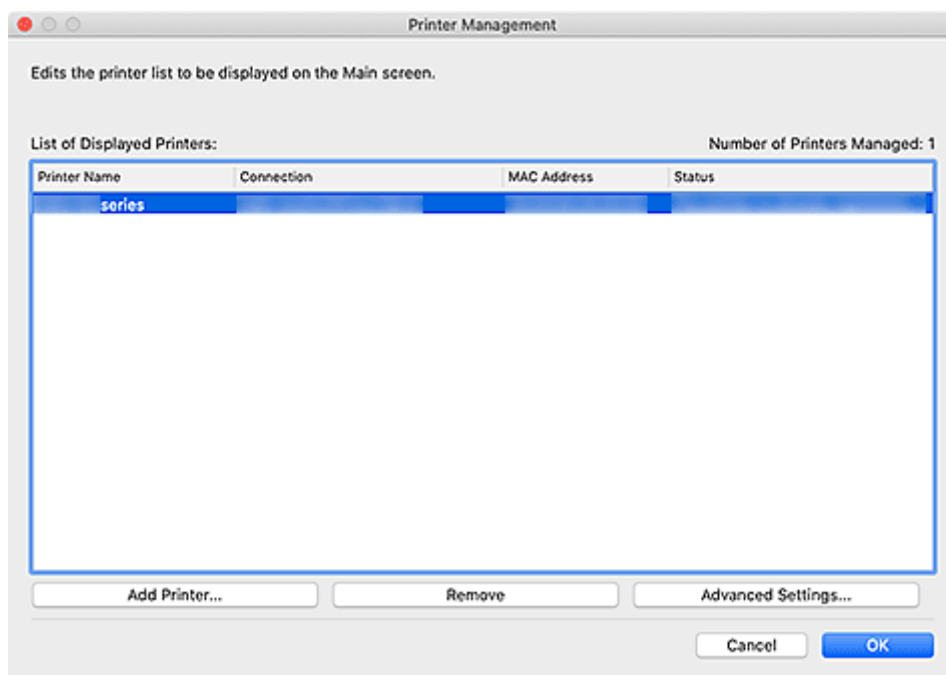 Printer Management
Edits the printer list to be displayed on the Main screen.
List of Displayed Printers: Number of Printers Managed: 1
Printer Name Connection MAC Address Status
series
Add Printer... Remove Advanced Settings...
Cancel OK